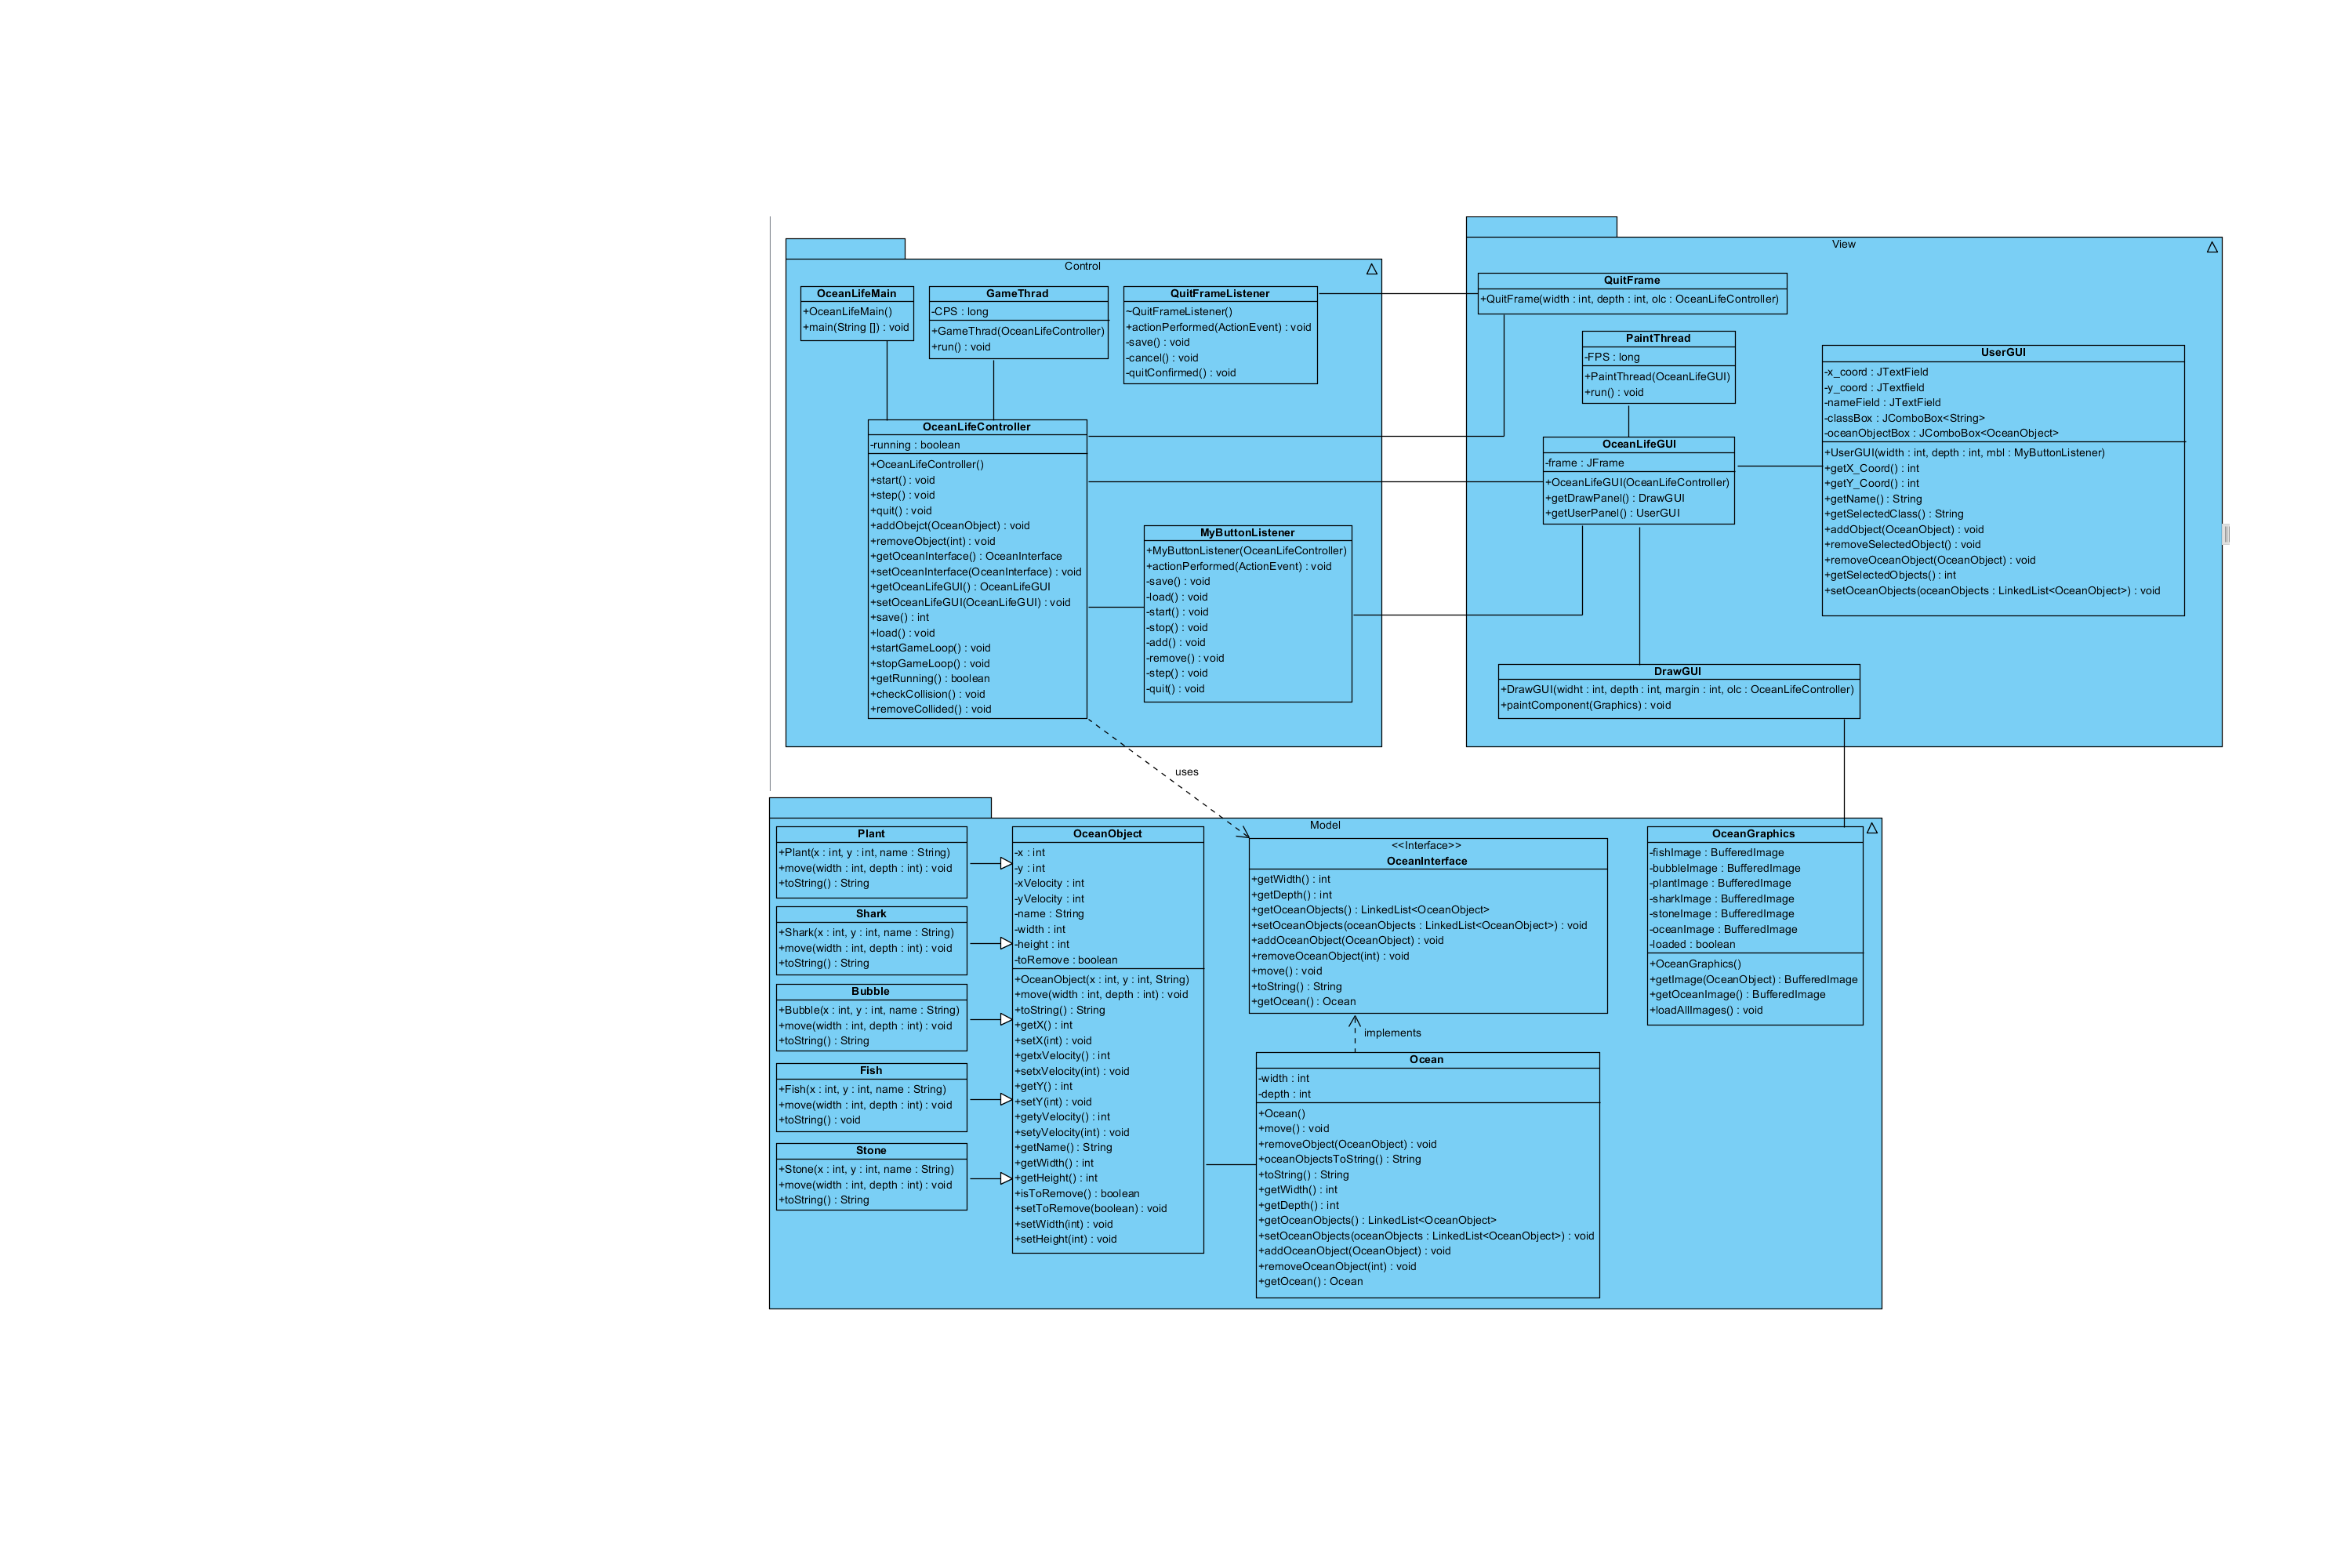 Control
OceanLifeMain
+OceanLifeMain()
+main(String []) : void
GameThrad
-CPS : long
+GameThrad(OceanLifeController)
+run() : void
QuitFrameListener
~QuitFrameListener()
+actionPerformed(ActionEvent) : void
-save() : void
-cancel() : void
-quitConfirmed() : void
OceanLifeController
-running : boolean
+OceanLifeController()
+start() : void
+step() : void
+quit() : void
+addObejct(OceanObject) : void
+removeObject(int) : void
+getOceanInterface() : OceanInterface
+setOceanInterface(OceanInterface) : void
+getOceanLifeGUI() : OceanLifeGUI
+setOceanLifeGUI(OceanLifeGUI) : void
+save() : int
+load() : void
+startGameLoop() : void
+stopGameLoop() : void
+getRunning() : boolean
+checkCollision() : void
+removeCollided() : void
MyButtonListener
+MyButtonListener(OceanLifeController)
+actionPerformed(ActionEvent) : void
-save() : void
-load() : void
-start() : void
-stop() : void
-add() : void
-remove() : void
-step() : void
-quit() : void
View
QuitFrame
+QuitFrame(width : int, depth : int, olc : OceanLifeController)
PaintThread
-FPS : long
+PaintThread(OceanLifeGUI)
+run() : void
OceanLifeGUI
-frame : JFrame
+OceanLifeGUI(OceanLifeController)
+getDrawPanel() : DrawGUI
+getUserPanel() : UserGUI
UserGUI
-x_coord : JTextField
-y_coord : JTextfield
-nameField : JTextField
-classBox : JComboBox<String>
-oceanObjectBox : JComboBox<OceanObject>
+UserGUI(width : int, depth : int, mbl : MyButtonListener)
+getX_Coord() : int
+getY_Coord() : int
+getName() : String
+getSelectedClass() : String
+addObject(OceanObject) : void
+removeSelectedObject() : void
+removeOceanObject(OceanObject) : void
+getSelectedObjects() : int
+setOceanObjects(oceanObjects : LinkedList<OceanObject>) : void
DrawGUI
+DrawGUI(widht : int, depth : int, margin : int, olc : OceanLifeController)
+paintComponent(Graphics) : void
uses
Model
Plant
+Plant(x : int, y : int, name : String)
+move(width : int, depth : int) : void
+toString() : String
Shark
+Shark(x : int, y : int, name : String)
+move(width : int, depth : int) : void
+toString() : String
Bubble
+Bubble(x : int, y : int, name : String)
+move(width : int, depth : int) : void
+toString() : String
Fish
+Fish(x : int, y : int, name : String)
+move(width : int, depth : int) : void
+toString() : void
Stone
+Stone(x : int, y : int, name : String)
+move(width : int, depth : int) : void
+toString() : String
OceanObject
-x : int
-y : int
-xVelocity : int
-yVelocity : int
-name : String
-width : int
-height : int
-toRemove : boolean
+OceanObject(x : int, y : int, String)
+move(width : int, depth : int) : void
+toString() : String
+getX() : int
+setX(int) : void
+getxVelocity() : int
+setxVelocity(int) : void
+getY() : int
+setY(int) : void
+getyVelocity() : int
+setyVelocity(int) : void
+getName() : String
+getWidth() : int
+getHeight() : int
+isToRemove() : boolean
+setToRemove(boolean) : void
+setWidth(int) : void
+setHeight(int) : void
<<Interface>>
OceanInterface
+getWidth() : int
+getDepth() : int
+getOceanObjects() : LinkedList<OceanObject>
+setOceanObjects(oceanObjects : LinkedList<OceanObject>) : void
+addOceanObject(OceanObject) : void
+removeOceanObject(int) : void
+move() : void
+toString() : String
+getOcean() : Ocean
implements
Ocean
-width : int
-depth : int
+Ocean()
+move() : void
+removeObject(OceanObject) : void
+oceanObjectsToString() : String
+toString() : String
+getWidth() : int
+getDepth() : int
+getOceanObjects() : LinkedList<OceanObject>
+setOceanObjects(oceanObjects : LinkedList<OceanObject>) : void
+addOceanObject(OceanObject) : void
+removeOceanObject(int) : void
+getOcean() : Ocean
OceanGraphics
-fishImage : BufferedImage
-bubbleImage : BufferedImage
-plantImage : BufferedImage
-sharkImage : BufferedImage
-stoneImage : BufferedImage
-oceanImage : BufferedImage
-loaded : boolean
+OceanGraphics()
+getImage(OceanObject) : BufferedImage
+getOceanImage() : BufferedImage
+loadAllImages() : void